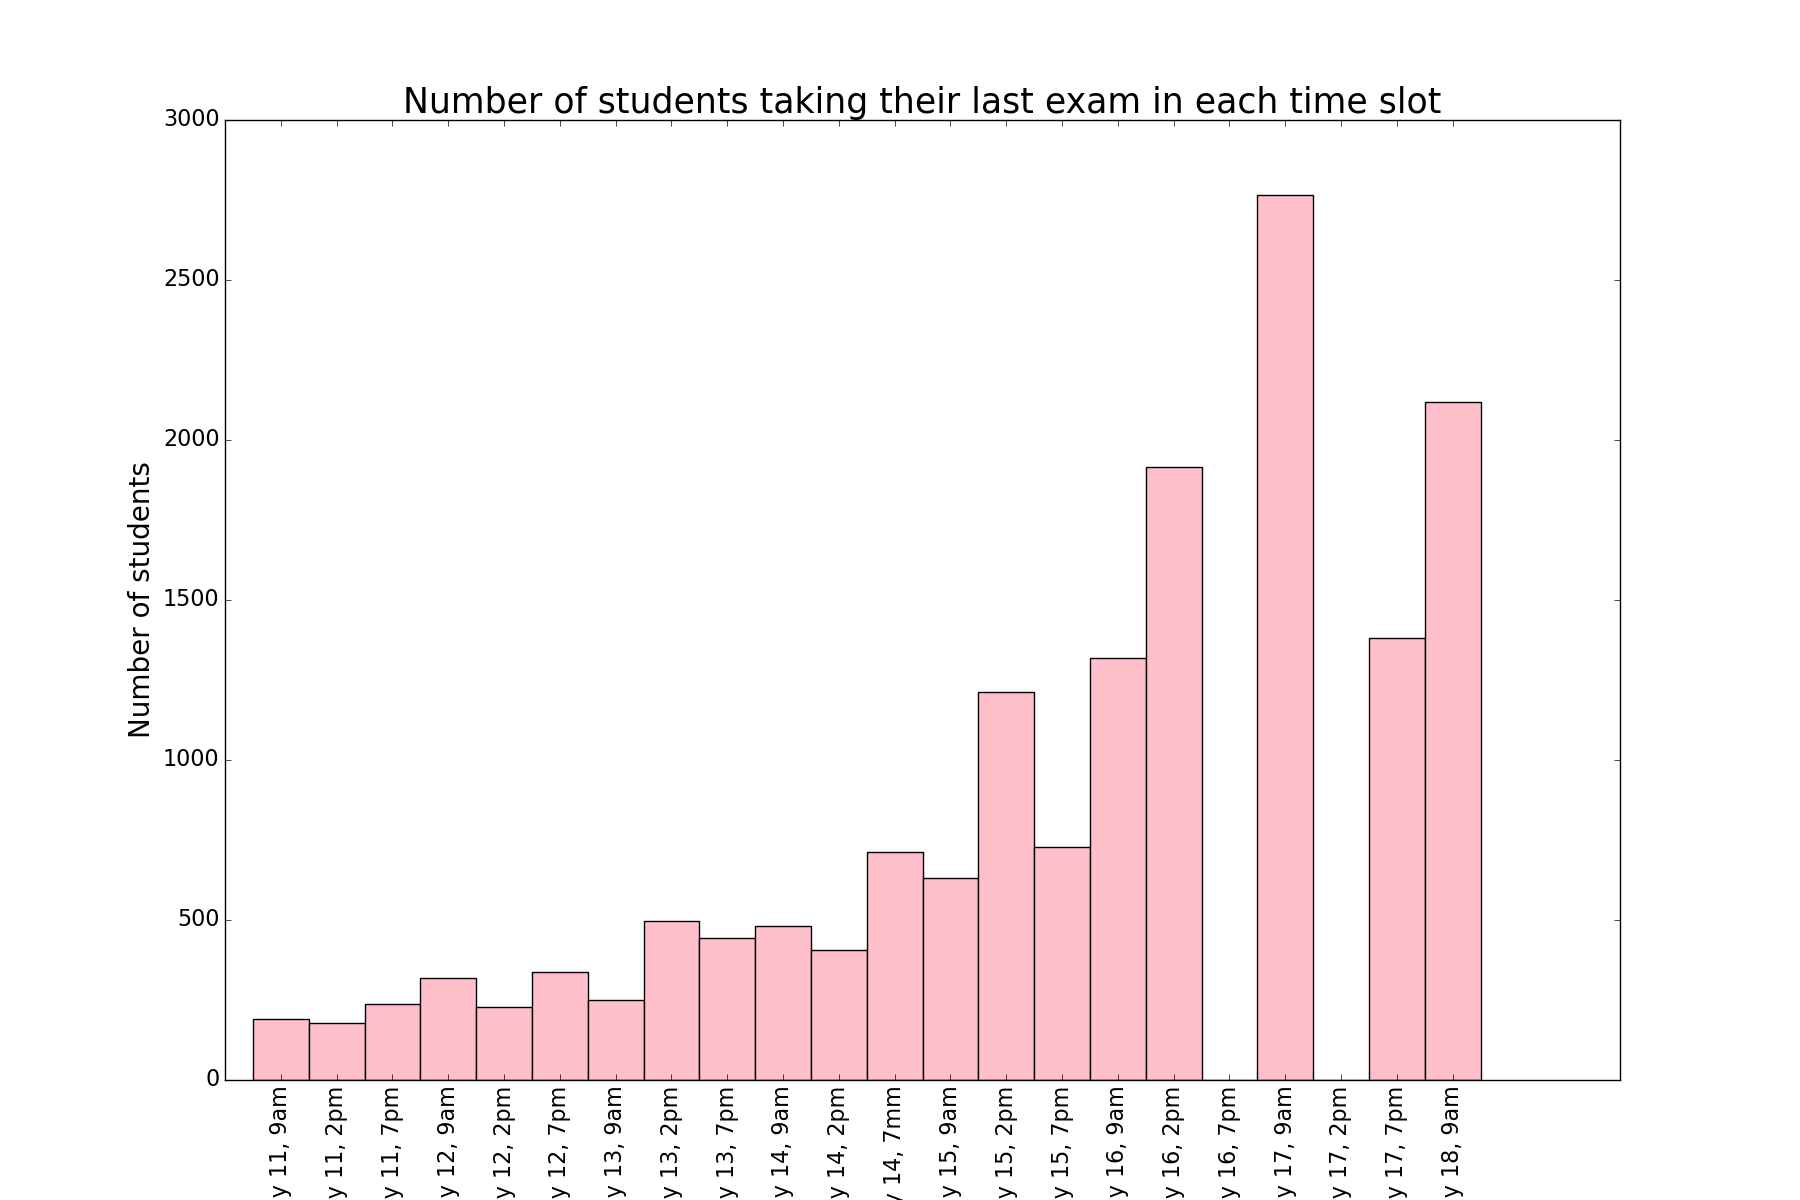 Number of students taking their last exam in each time slot
Number of students
3000
2500
2000
1500
1000
500
0
y 11, 9am
y 11, 2pm
y 11, 7pm
y 12, 9am
y 12, 2pm
y 12, 7pm
y 13, 9am
y 13, 2pm
y 13, 7pm
y 14, 9am
y 14, 2pm
y 14, 7mm
y 15, 9am
y 15, 2pm
y 15, 7pm
y 16, 9am
y 16, 2pm
y 16, 7pm
y 17, 9am
y 17, 2pm
y 17, 7pm
y 18, 9am